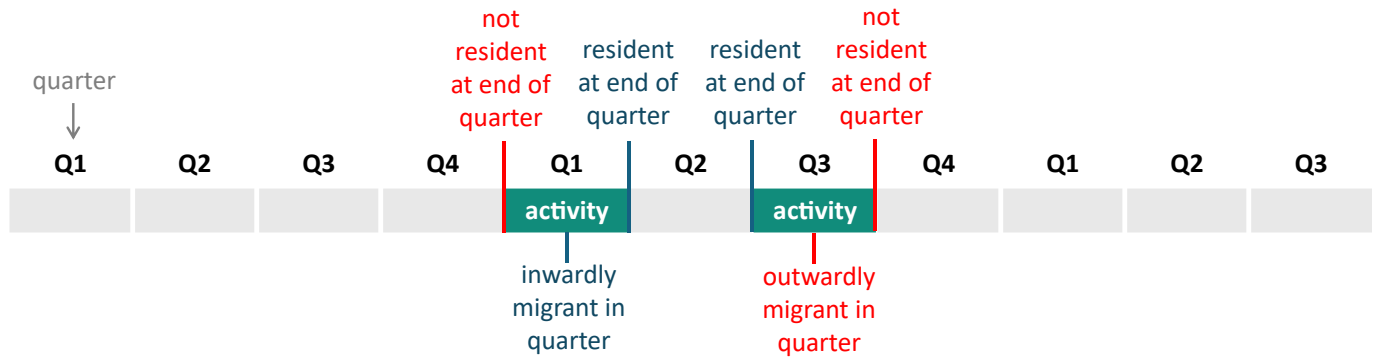 not
resident
at end of
quarter
resident
at end of
quarter
resident
at end of
quarter
not
resident
at end of
quarter
quarter
Q1 Q2 Q3 Q4 Q1 Q2 Q3 Q4 Q1 Q2 Q3
activity activity
inwardly
migrant in
quarter
outwardly
migrant in
quarter